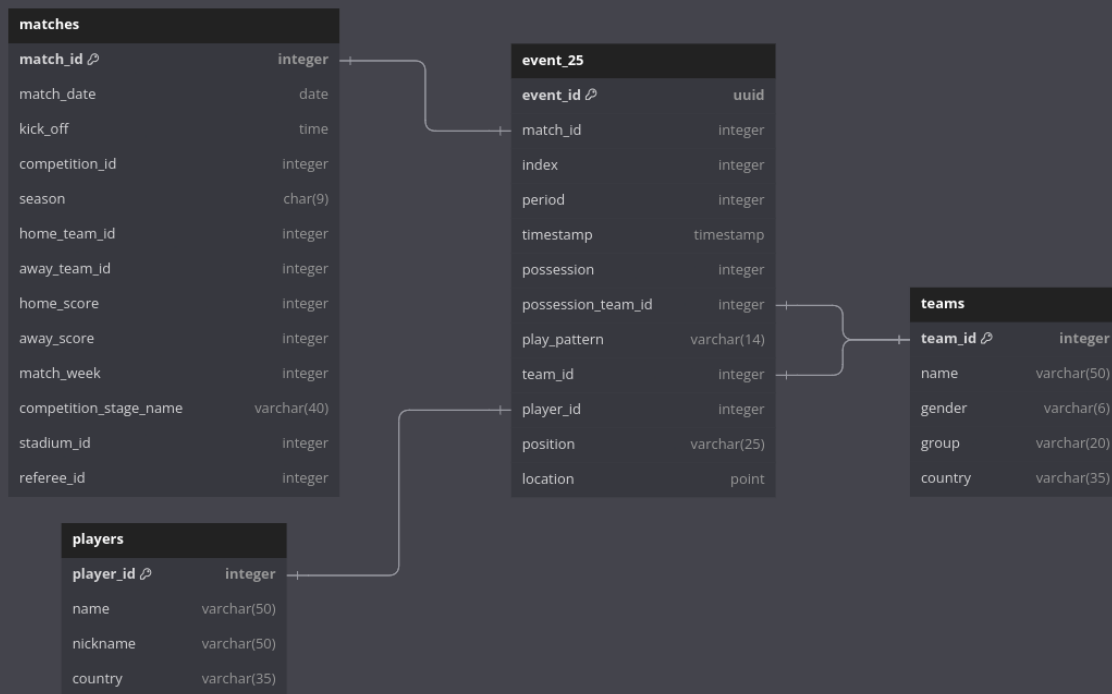 matches
match_id integer
match_date date
kick_off time
competition_id integer
season char(9)
home_team_id integer
away_team_id integer
home_score integer
away_score integer
match_week integer
competition_stage_name varchar(40)
stadium_id integer
referee_id integer
event_25
event_id uuid
match_id integer
index integer
period integer
timestamp timestamp
possession integer
possession_team_id integer
play_pattern varchar(14)
team_id integer
player_id integer
position varchar(25)
location point
teams
team_id integer
name varchar(50)
gender varchar(6)
group varchar(20)
country varchar(35)
players
player_id integer
name varchar(50)
nickname varchar(50)
country varchar(35)